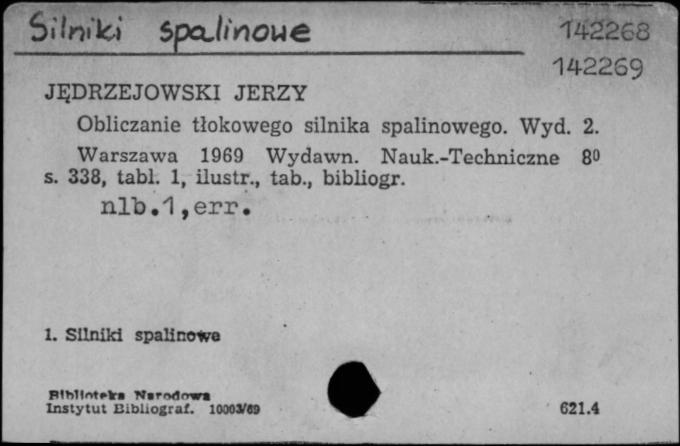 Silniki spalinowe 142268
142269
JĘDRZEJOWSKI JERZY
Obliczanie tłokowego silnika spalinowego. Wyd. 2.
Warszawa 1969 Wydawn. Nauk.-Techniczne 8⁰
s. 338, tabl. 1, ilustr., tab., bibliogr.
nlb.1,err.
1. Silniki spalinowe
Biblioteka Narodowa
Instytut Bibliograf. 10003/69 621.4